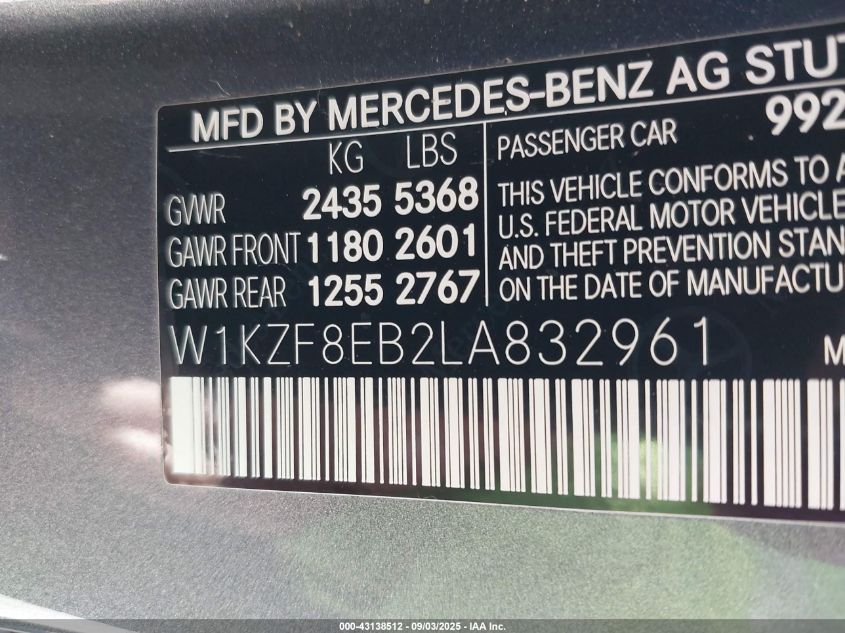 MFD BY MERCEDES-BENZ AG STUT
KG LBS
GVWR 2435 5368
GAWR FRONT 1180 2601
GAWR REAR 1255 2767
PASSENGER CAR 992
THIS VEHICLE CONFORMS TO A
U.S. FEDERAL MOTOR VEHICLE
AND THEFT PREVENTION STAN
ON THE DATE OF MANUFACTU
W1KZF8EB2LA832961 M
000-43138512 - 09/03/2025 - IAA Inc.